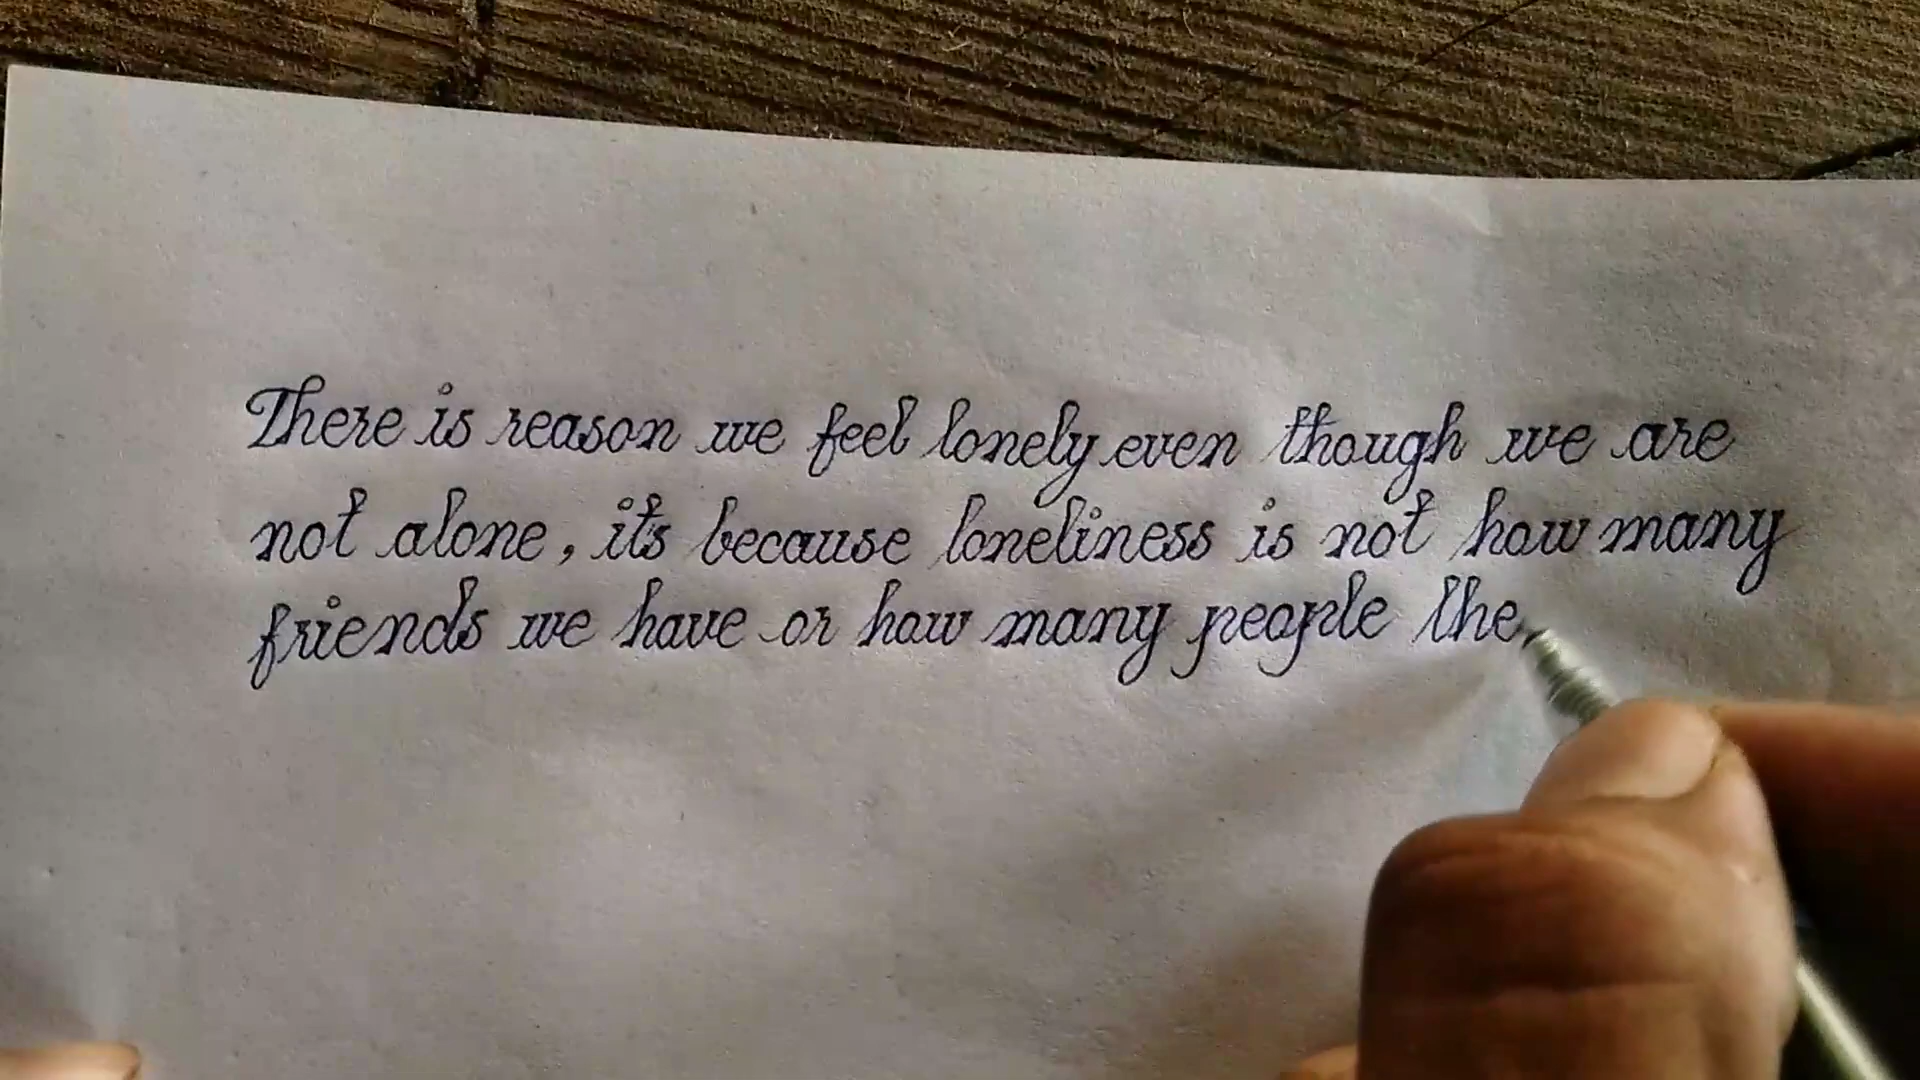 There is reason we feel lonely even though we are
not alone, its because loneliness is not how many
friends we have or how many people the